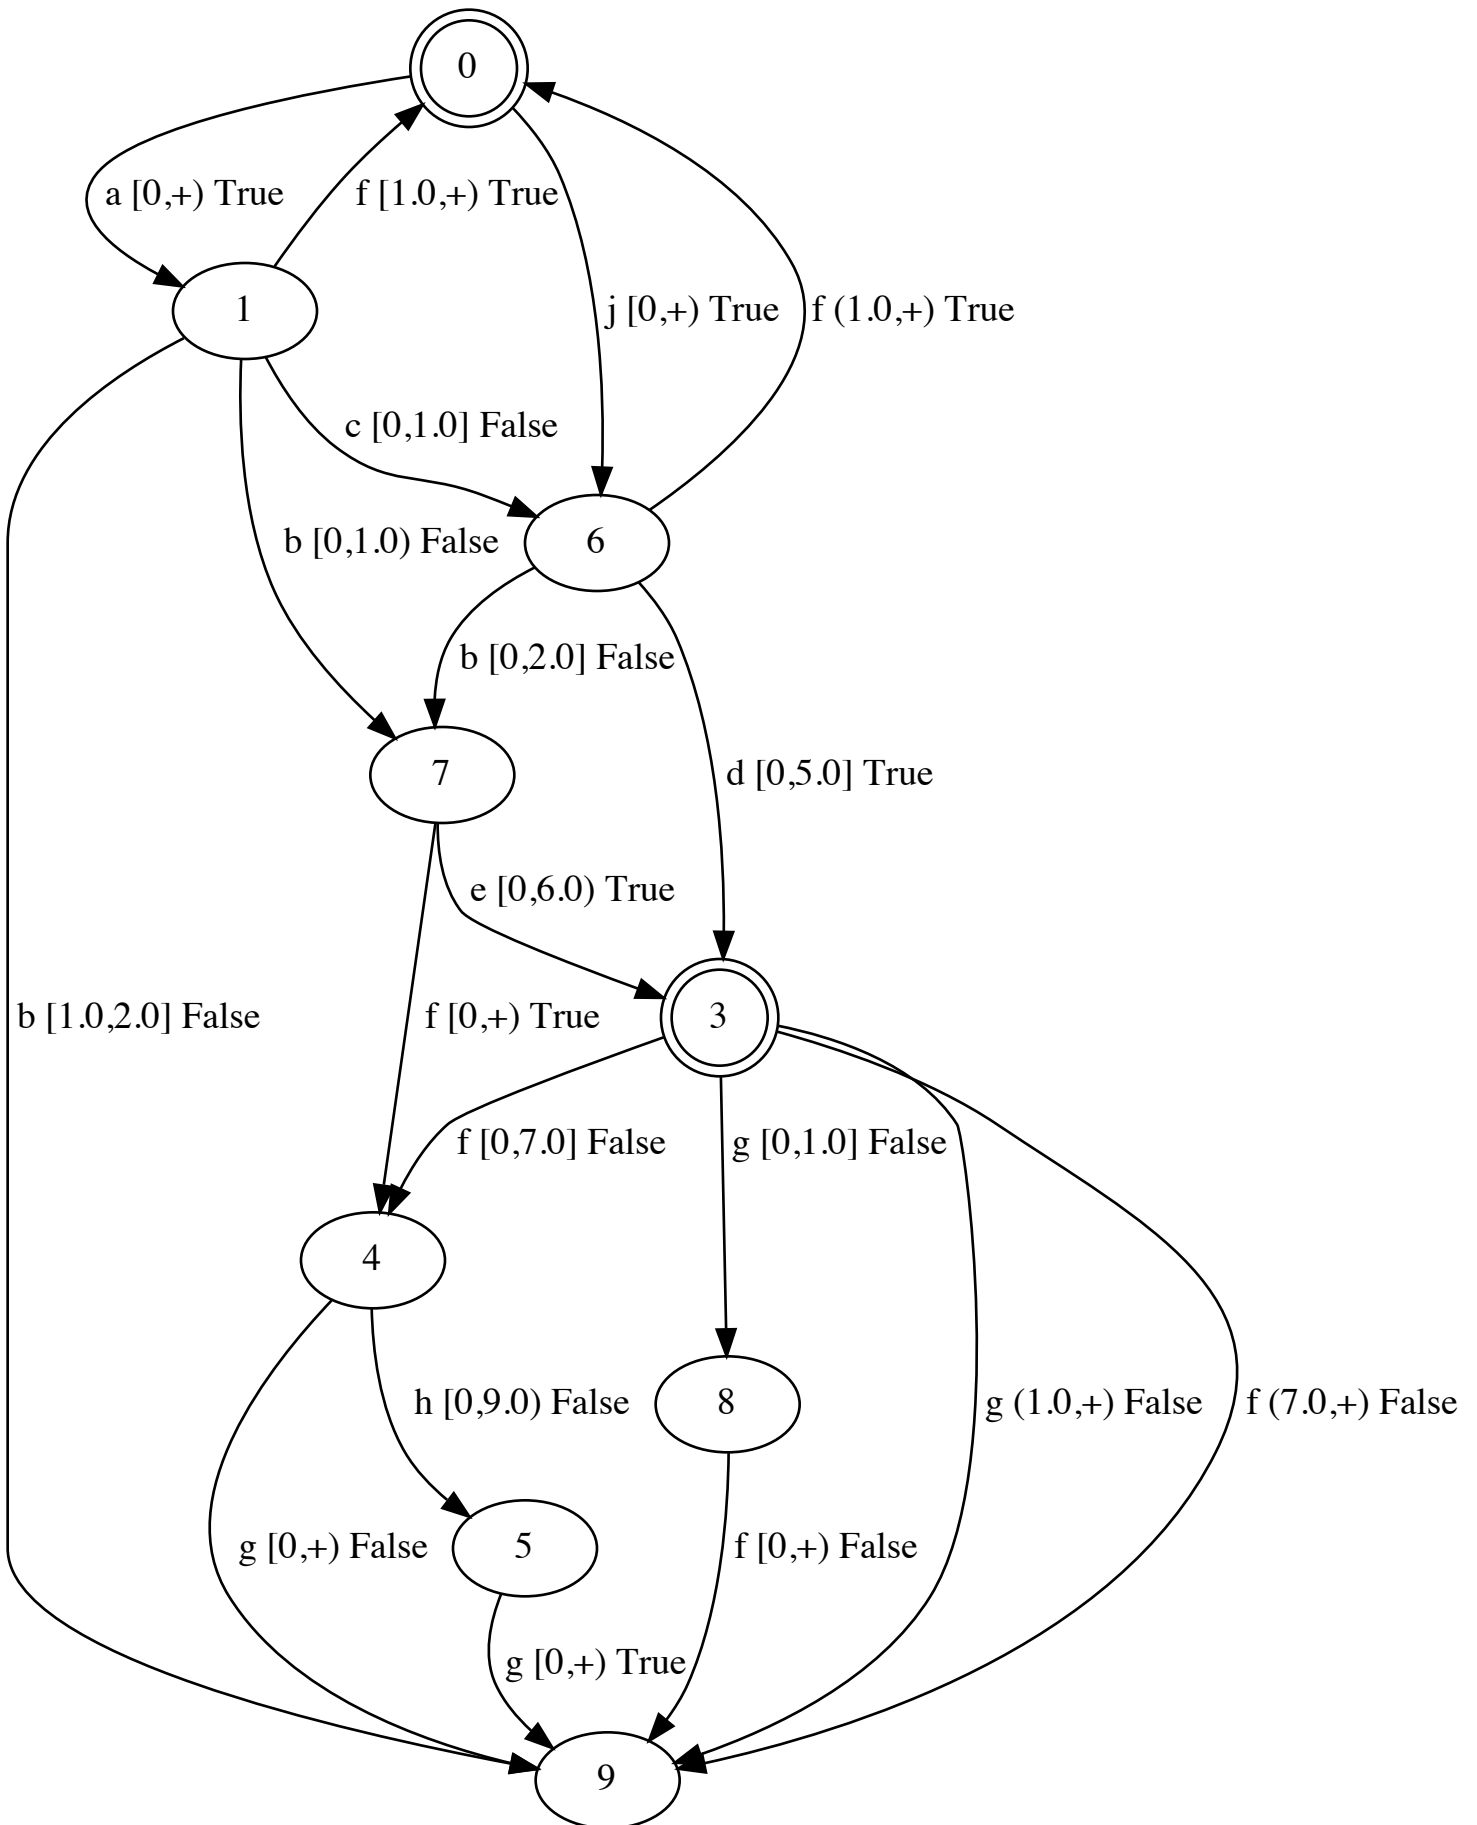 0
a [0,+) True
f [1.0,+) True
1
j [0,+) True
f (1.0,+) True
c [0,1.0] False
b [0,1.0) False
6
b [0,2.0] False
7
d [0,5.0] True
e [0,6.0) True
b [1.0,2.0] False
f [0,+) True
3
f [0,7.0] False
g [0,1.0] False
4
h [0,9.0) False
8
g (1.0,+) False
f (7.0,+) False
g [0,+) False
5
f [0,+) False
g [0,+) True
9